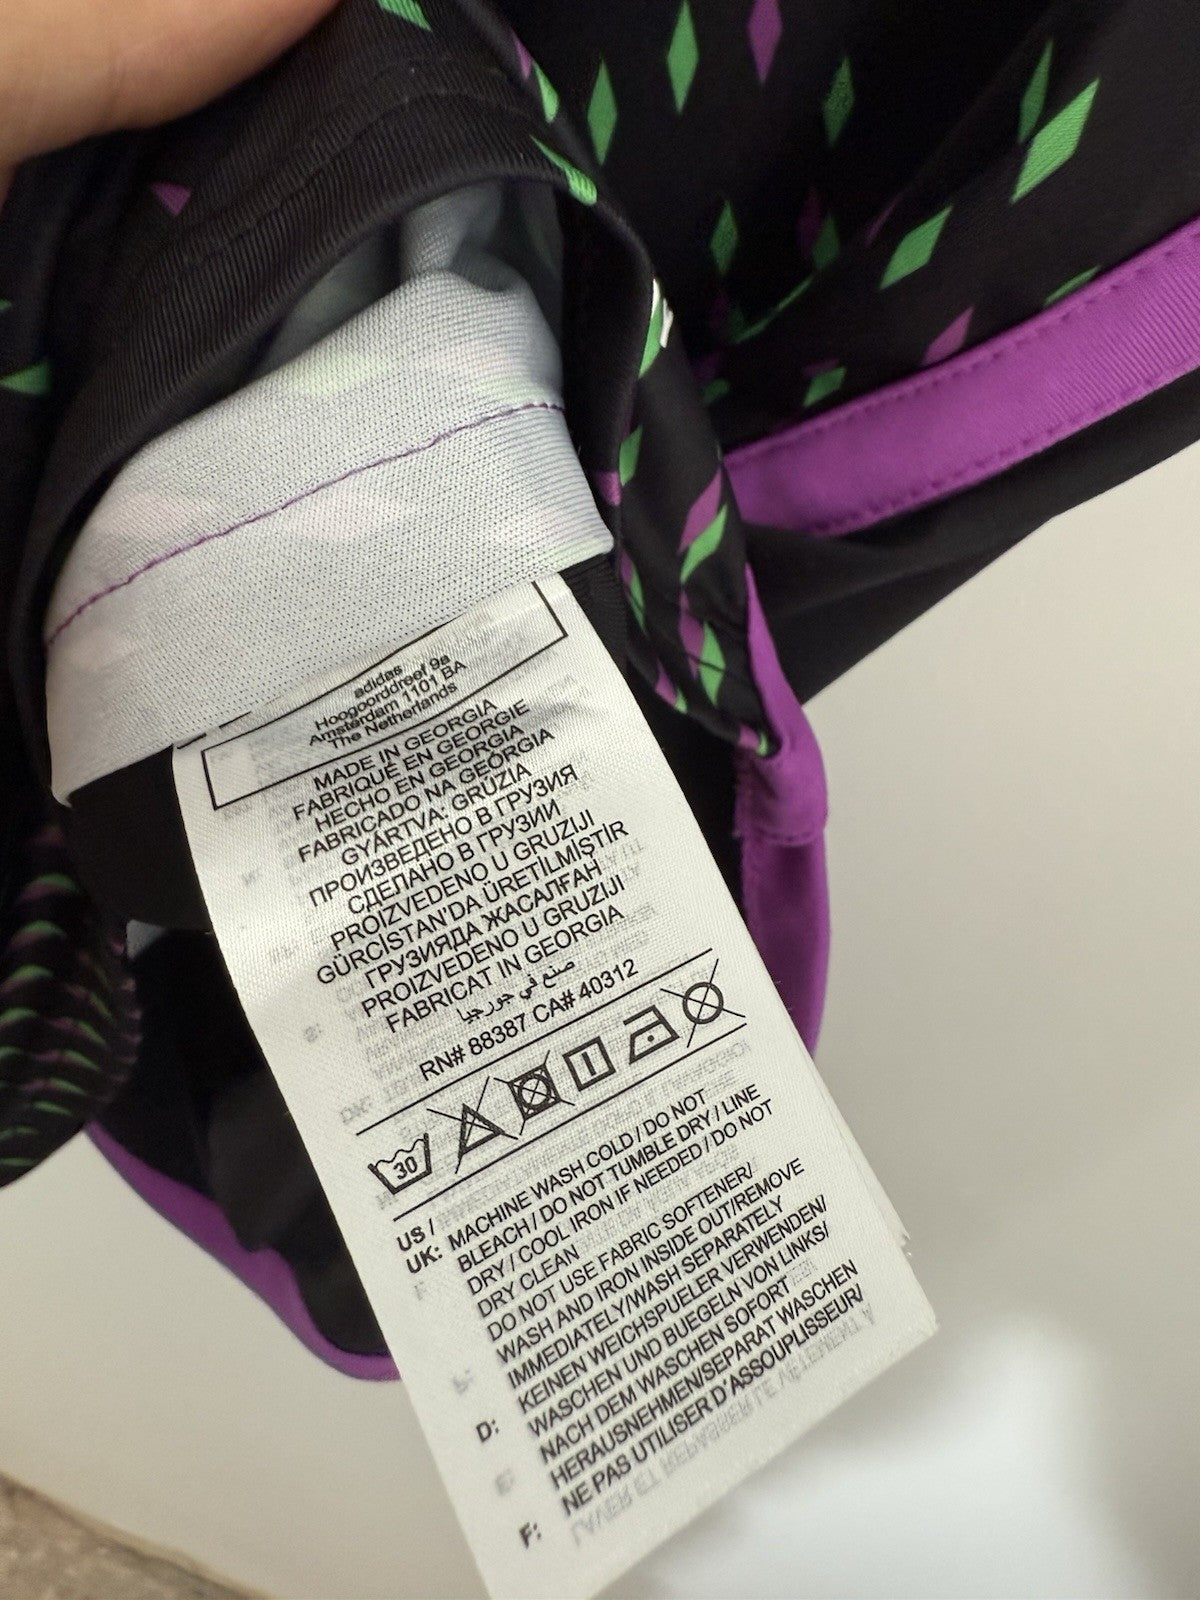 adidas
Hoogoorddreef 9a
Amsterdam 1101 BA
The Netherlands
MADE IN GEORGIA
FABRIQUÉ EN GEORGIE
HECHO EN GEORGIA
FABRICADO NA GEÓRGIA
GYÁRTVA: GRÚZIA
ПРОИЗВЕДЕНО В ГРУЗИЯ
СДЕЛАНО В ГРУЗИИ
PROIZVEDENO U GRUZIJI
GÜRCİSTAN'DA ÜRETİLMİŞTİR
ГРУЗИЯДА ЖАСАЛҒАН
PROIZVEDENO U GRUZIJI
FABRICAT IN GEORGIA
صنع في جورجيا
RN# 88387 CA# 40312
30
US / UK: MACHINE WASH COLD / DO NOT
BLEACH / DO NOT TUMBLE DRY / LINE
DRY / COOL IRON IF NEEDED / DO NOT
DRY CLEAN
DO NOT USE FABRIC SOFTENER/
WASH AND IRON INSIDE OUT/REMOVE
IMMEDIATELY/WASH SEPARATELY
D: KEINEN WEICHSPUELER VERWENDEN/
WASCHEN UND BUEGELN VON LINKS/
NACH DEM WASCHEN SOFORT
HERAUSNEHMEN/SEPARAT WASCHEN
F: NE PAS UTILISER D'ASSOUPLISSEUR/